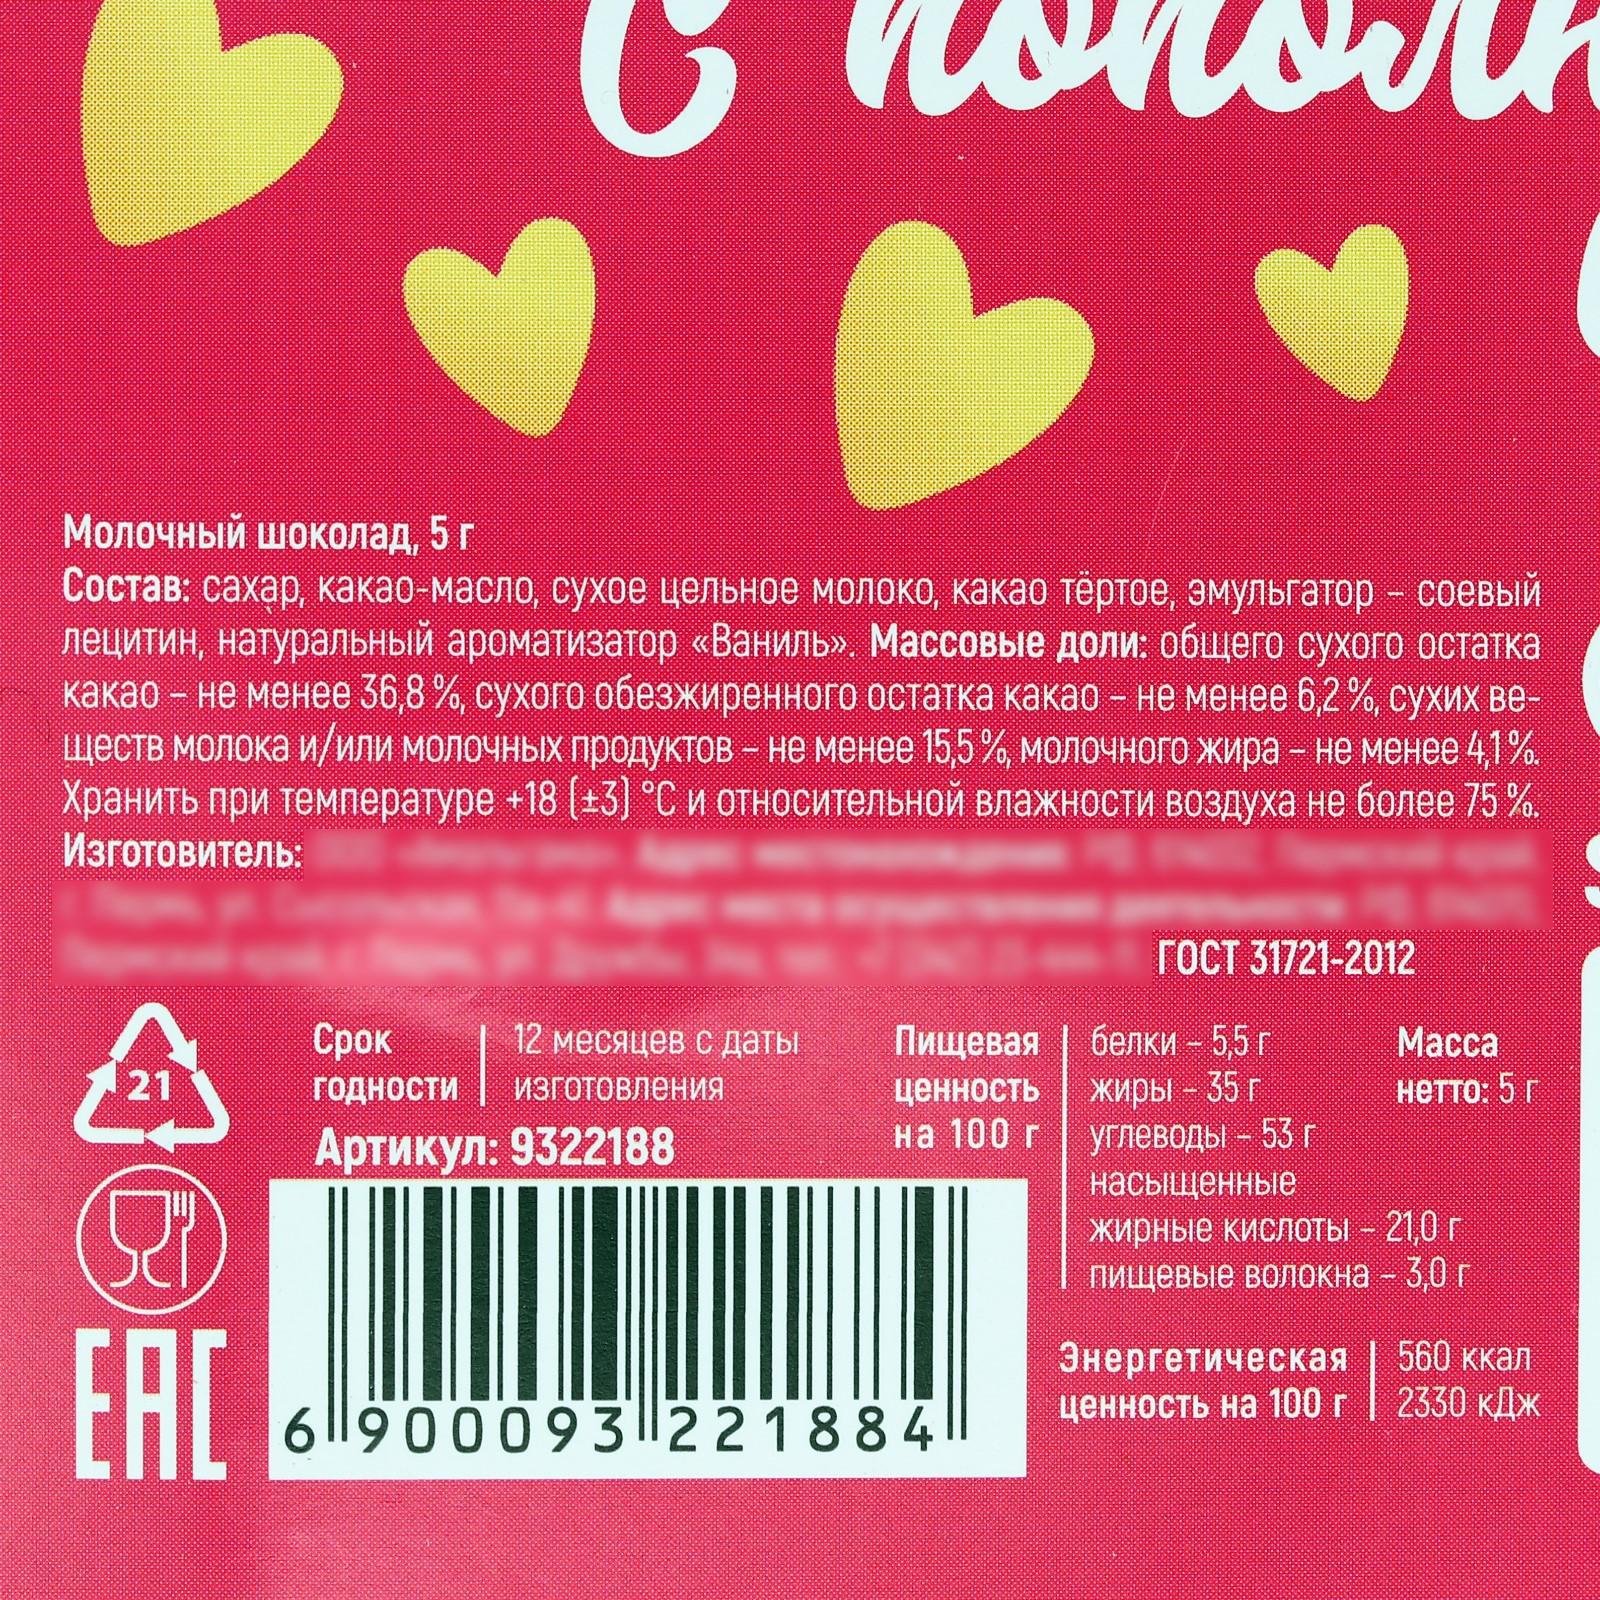 С
Молочный шоколад, 5 г
Состав: сахар, какао-масло, сухое цельное молоко, какао тёртое, эмульгатор – соевый
лецитин, натуральный ароматизатор «Ваниль». Массовые доли: общего сухого остатка
какао – не менее 36,8 %, сухого обезжиренного остатка какао – не менее 6,2 %, сухих ве-
ществ молока и/или молочных продуктов – не менее 15,5 %, молочного жира – не менее 4,1 %.
Хранить при температуре +18 (±3) °С и относительной влажности воздуха не более 75 %.
Изготовитель:
ГОСТ 31721-2012
21
Срок
годности
12 месяцев с даты
изготовления
Артикул: 9322188
6 900093 221884
EAC
Пищевая
ценность
на 100 г
белки – 5,5 г
жиры – 35 г
углеводы – 53 г
насыщенные
жирные кислоты – 21,0 г
пищевые волокна – 3,0 г
Масса
нетто: 5 г
Энергетическая
ценность на 100 г
560 ккал
2330 кДж